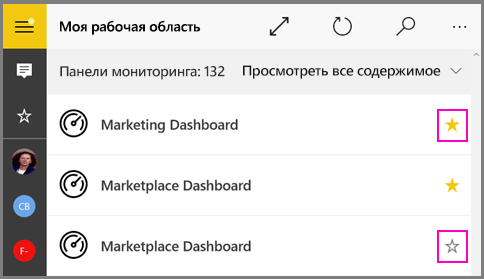 Моя рабочая область
Панели мониторинга: 132 Просмотреть все содержимое
Marketing Dashboard
Marketplace Dashboard
CB
F-
Marketplace Dashboard